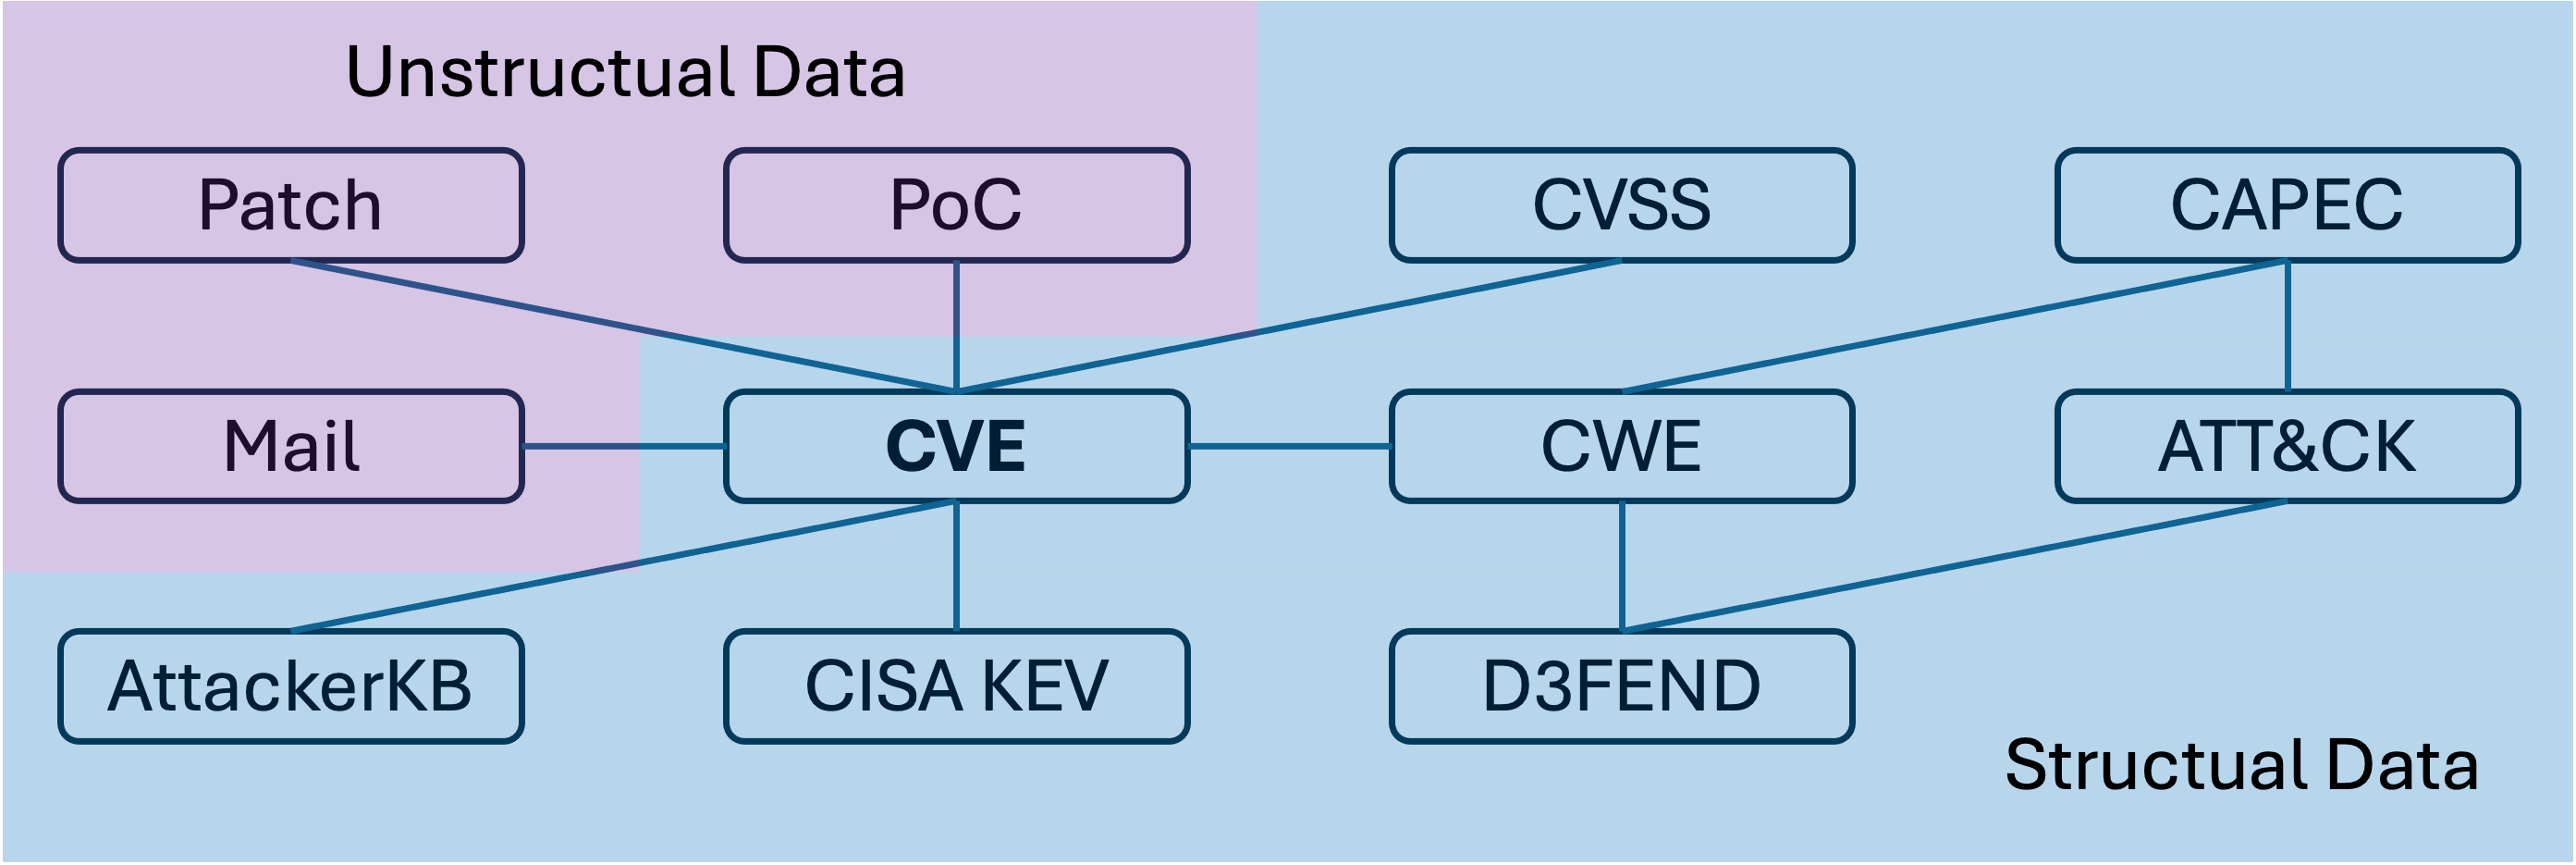 Unstructual Data
Patch
PoC
CVSS
CAPEC
Mail
CVE
CWE
ATT&CK
AttackerKB
CISA KEV
D3FEND
Structual Data